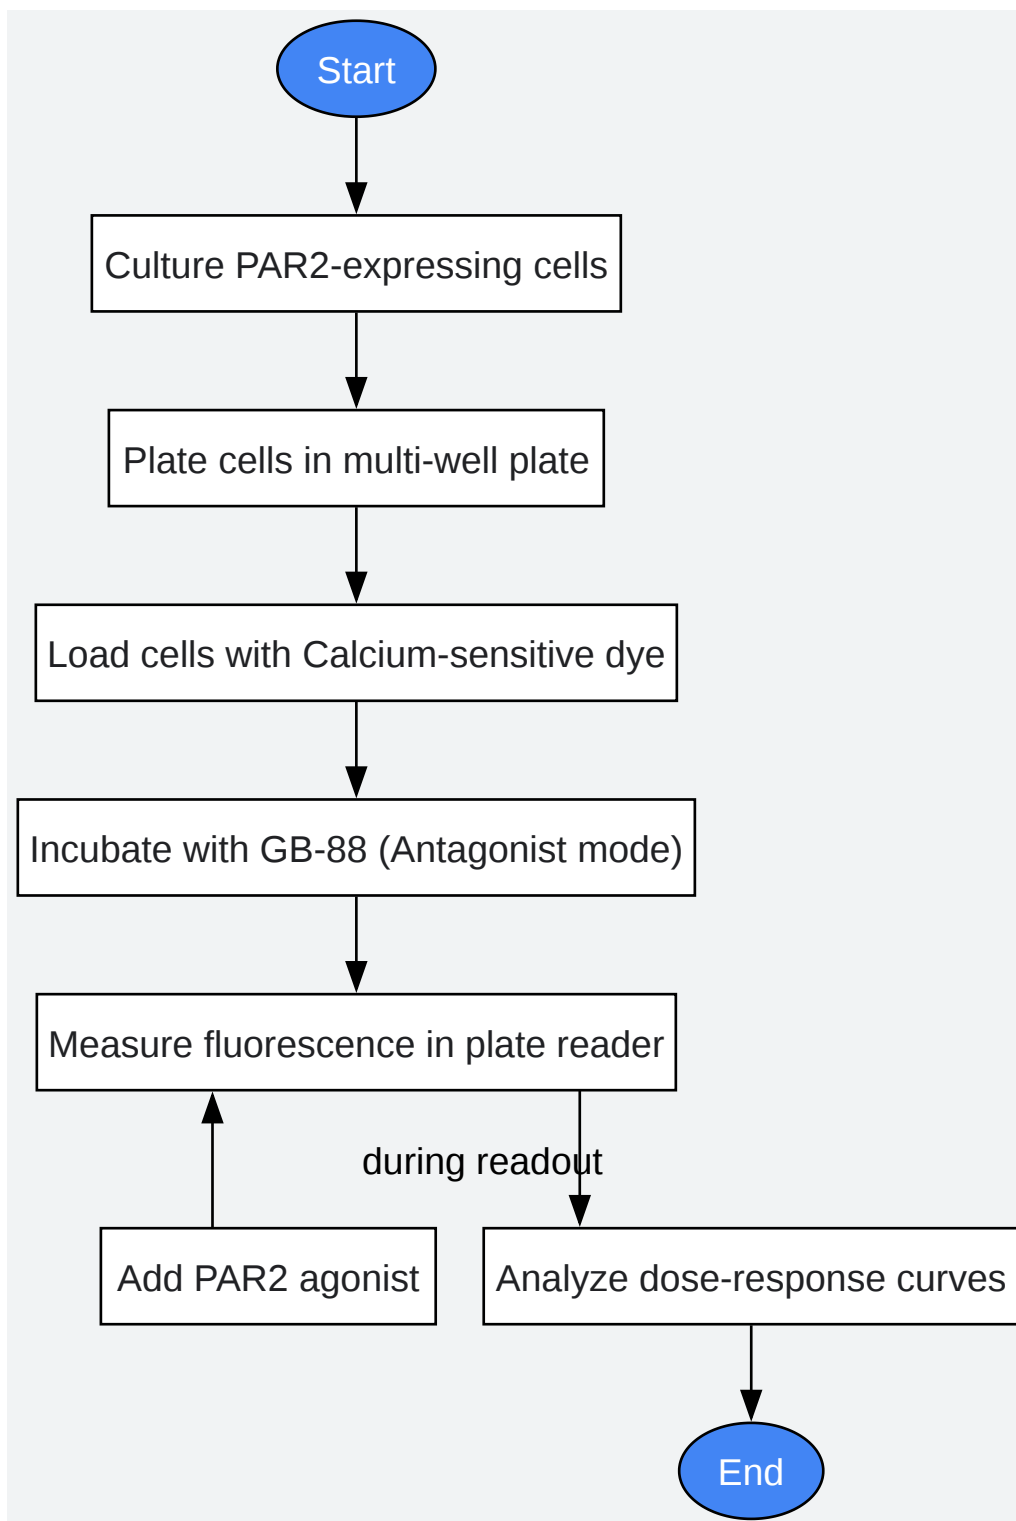 Start
Culture PAR2-expressing cells
Plate cells in multi-well plate
Load cells with Calcium-sensitive dye
Incubate with GB-88 (Antagonist mode)
Measure fluorescence in plate reader
during readout
Add PAR2 agonist
Analyze dose-response curves
End